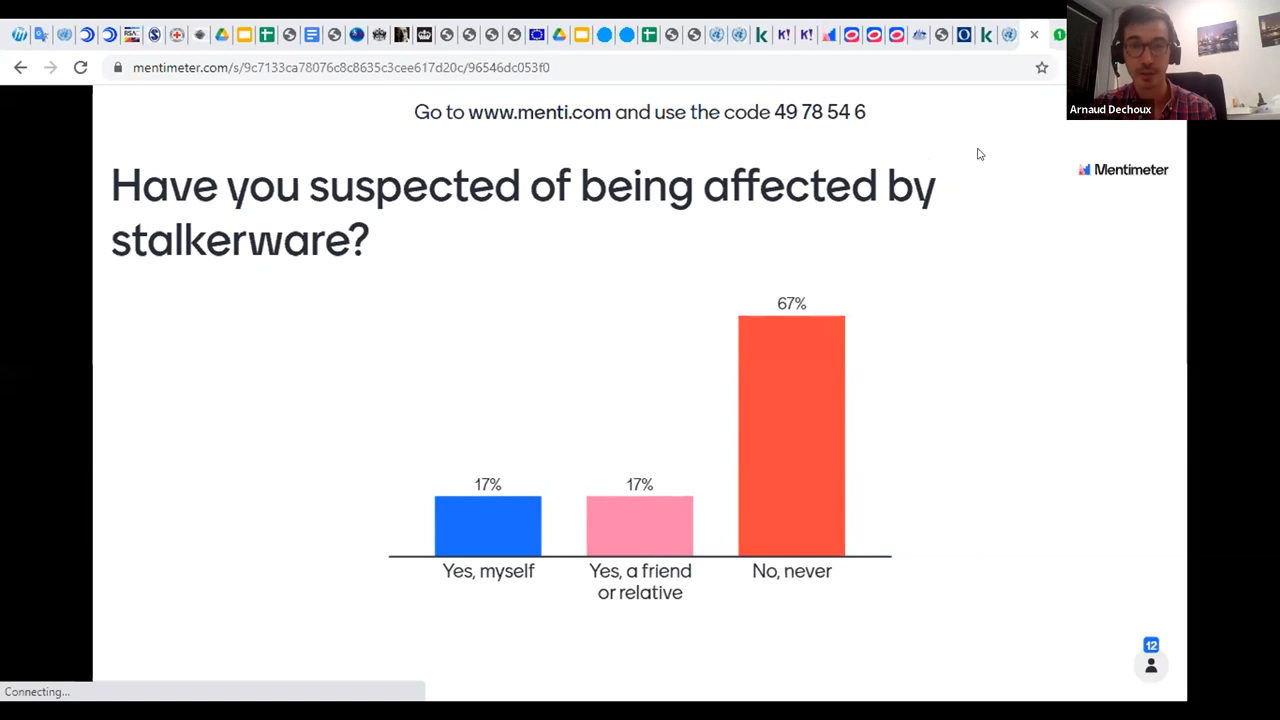 mentimeter.com/s/9c7133ca78076c8c8635c3cee617d20c/96546dc053f0
Arnaud Dechoux
Go to www.menti.com and use the code 49 78 54 6
Mentimeter
Have you suspected of being affected by
stalkerware?
67%
17%
17%
Yes, myself
Yes, a friend
or relative
No, never
12
Connecting...